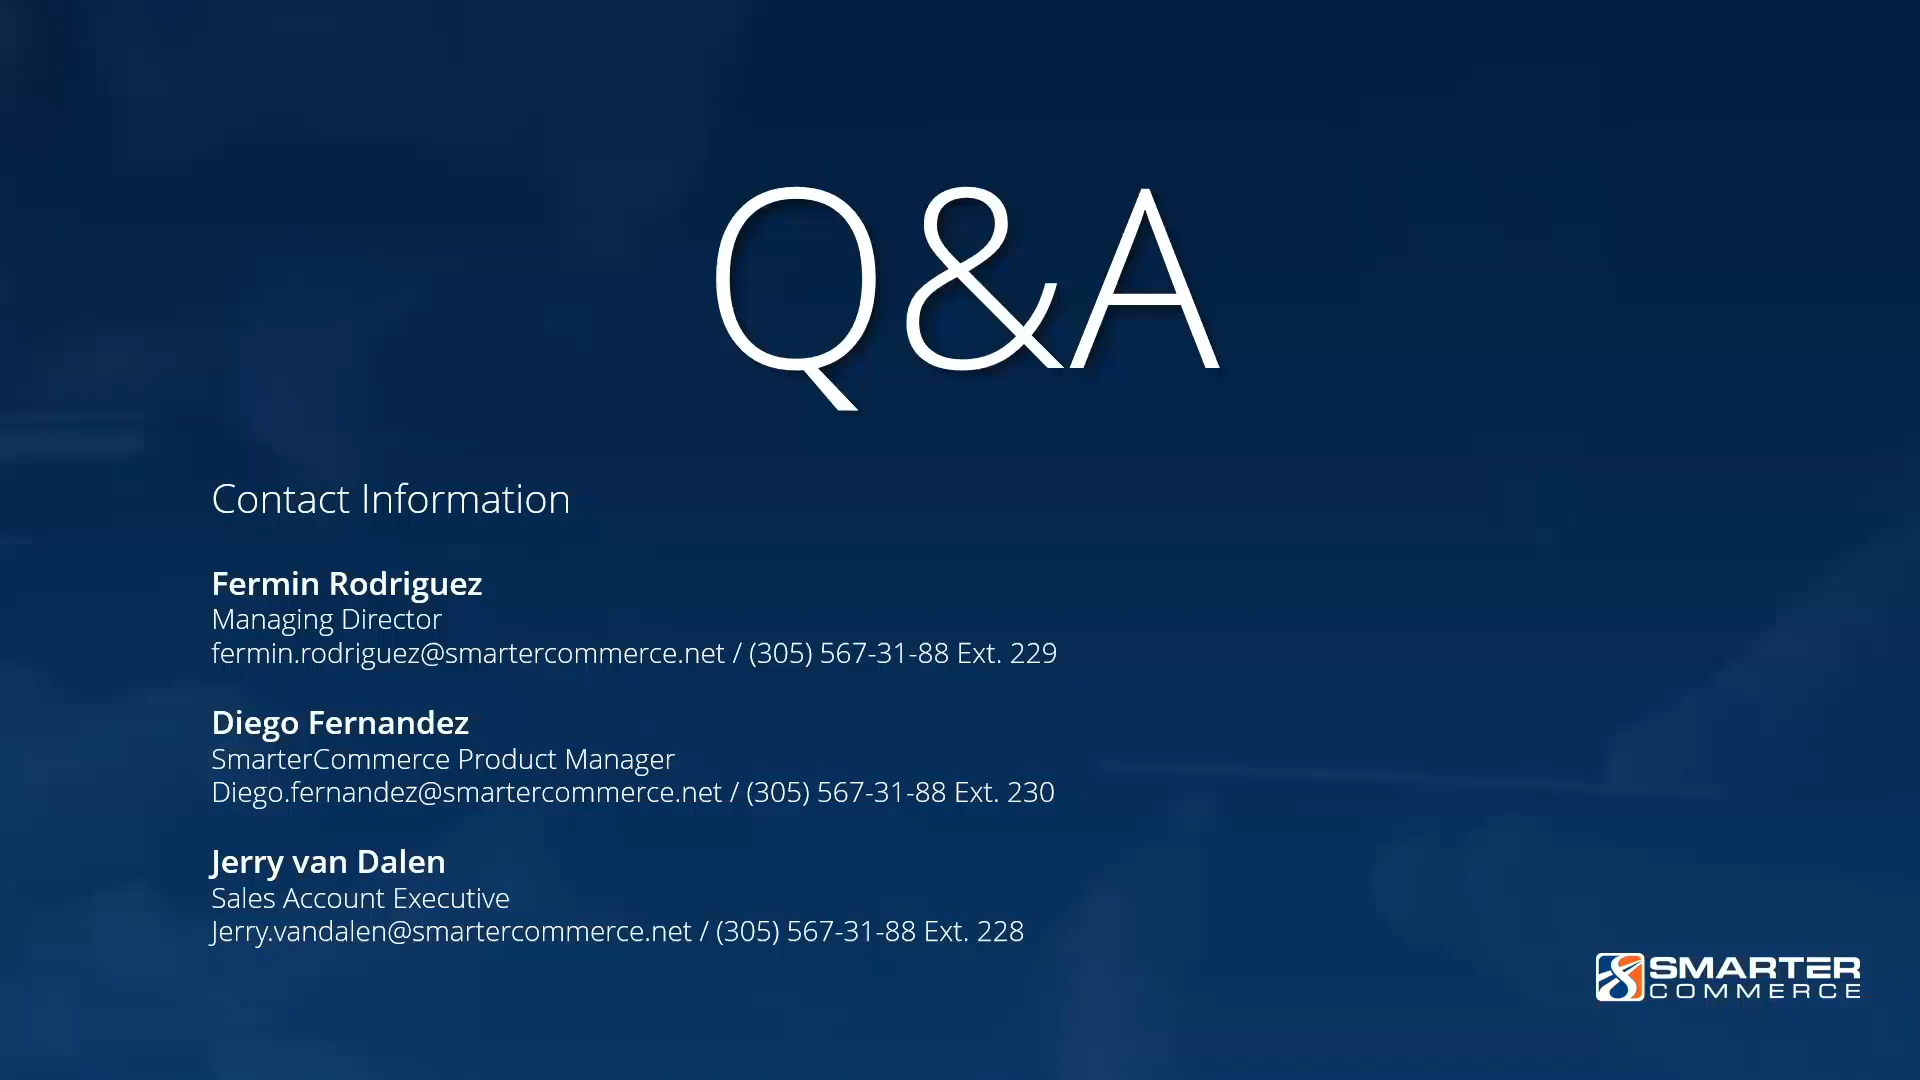 Q&A
Contact Information
Fermin Rodriguez
Managing Director
fermin.rodriguez@smartercommerce.net / (305) 567-31-88 Ext. 229
Diego Fernandez
SmarterCommerce Product Manager
Diego.fernandez@smartercommerce.net / (305) 567-31-88 Ext. 230
Jerry van Dalen
Sales Account Executive
Jerry.vandalen@smartercommerce.net / (305) 567-31-88 Ext. 228
SMARTER
COMMERCE